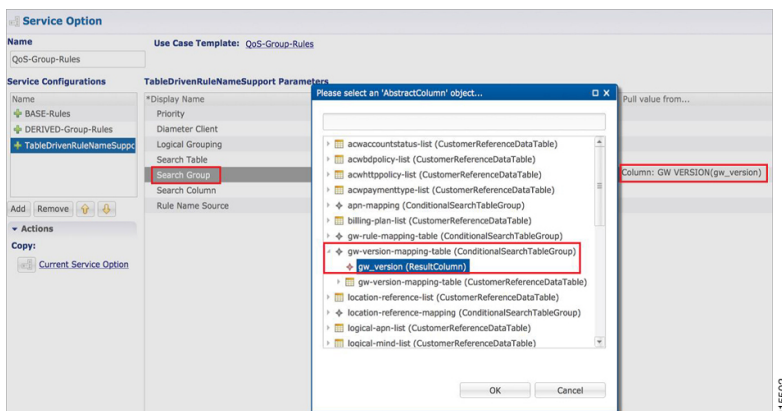 Service Option
Name
Use Case Template: QoS-Group-Rules
QoS-Group-Rules
Service Configurations
TableDrivenRuleNameSupport Parameters
Name
BASE-Rules
DERIVED-Group-Rules
TableDrivenRuleNameSuppo
Add Remove
Actions
Copy:
Current Service Option
*Display Name
Pull value from...
Priority
Diameter Client
Logical Grouping
Search Table
Search Group
Column: GW VERSION(gw_version)
Search Column
Rule Name Source
Please select an 'AbstractColumn' object...
acwaccountstatus-list (CustomerReferenceDataTable)
acwbdpolicy-list (CustomerReferenceDataTable)
acwhttppolicy-list (CustomerReferenceDataTable)
acwpaymenttype-list (CustomerReferenceDataTable)
apn-mapping (ConditionalSearchTableGroup)
billing-plan-list (CustomerReferenceDataTable)
gw-rule-mapping-table (ConditionalSearchTableGroup)
gw-version-mapping-table (ConditionalSearchTableGroup)
gw_version (ResultColumn)
gw-version-mapping-table (CustomerReferenceDataTable)
location-reference-list (CustomerReferenceDataTable)
location-reference-mapping (ConditionalSearchTableGroup)
logical-apn-list (CustomerReferenceDataTable)
logical-mind-list (CustomerReferenceDataTable)
OK Cancel